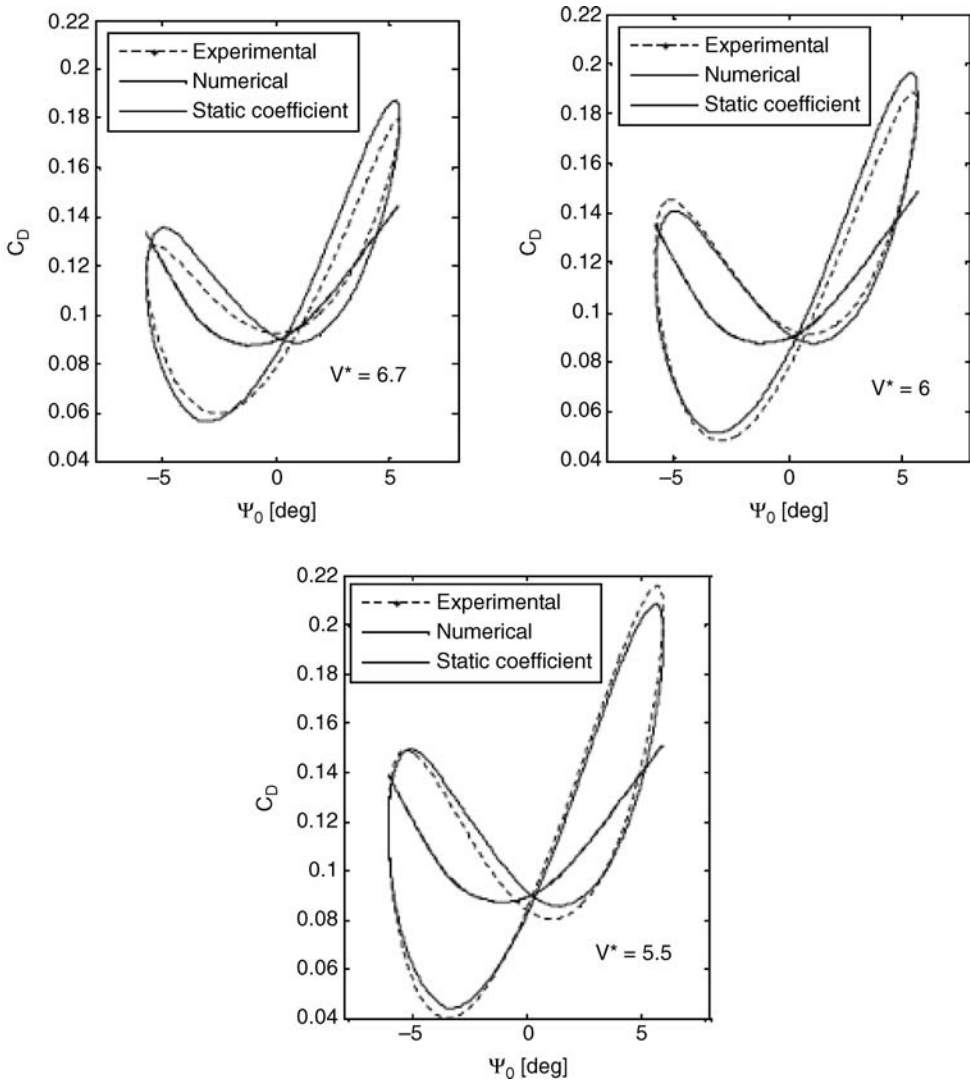 0.22
0.2
0.18
0.16
0.14
0.12
0.1
0.08
0.06
0.04
C_D
Experimental
Numerical
Static coefficient
V* = 6.7
–5
0
5
Ψ_0 [deg]
0.22
0.2
0.18
0.16
0.14
0.12
0.1
0.08
0.06
0.04
C_D
Experimental
Numerical
Static coefficient
V* = 6
–5
0
5
Ψ_0 [deg]
0.22
0.2
0.18
0.16
0.14
0.12
0.1
0.08
0.06
0.04
C_D
Experimental
Numerical
Static coefficient
V* = 5.5
–5
0
5
Ψ_0 [deg]